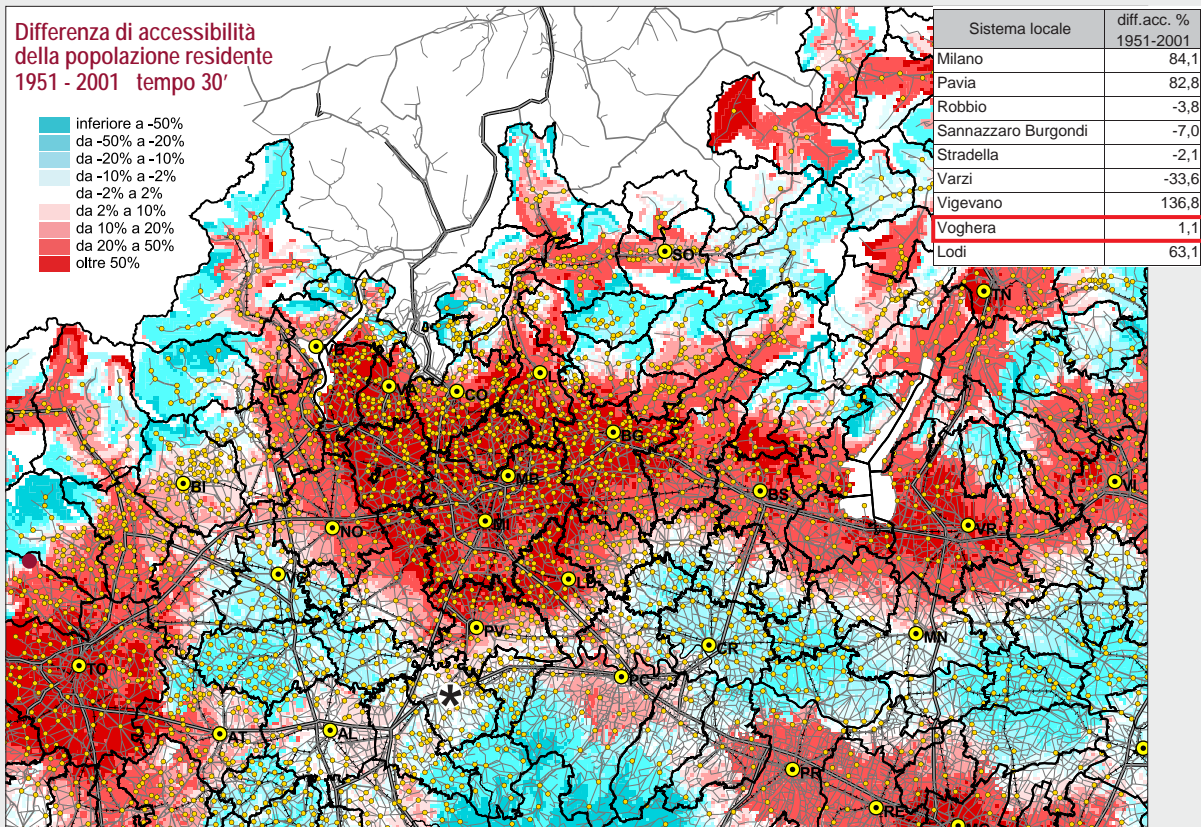 Differenza di accessibilità
della popolazione residente
1951 - 2001 tempo 30'
inferiore a -50%
da -50% a -20%
da -20% a -10%
da -10% a -2%
da -2% a 2%
da 2% a 10%
da 10% a 20%
da 20% a 50%
oltre 50%
Sistema locale diff.acc. % 1951-2001
Milano 84,1
Pavia 82,8
Robbio -3,8
Sannazzaro Burgondi -7,0
Stradella -2,1
Varzi -33,6
Vigevano 136,8
Voghera 1,1
Lodi 63,1
SO
TN
CO
BG
BI
MB
BS
VI
NO
MI
VR
VC
PV
MN
CR
TO
PC
*
AT
AL
PR
RE